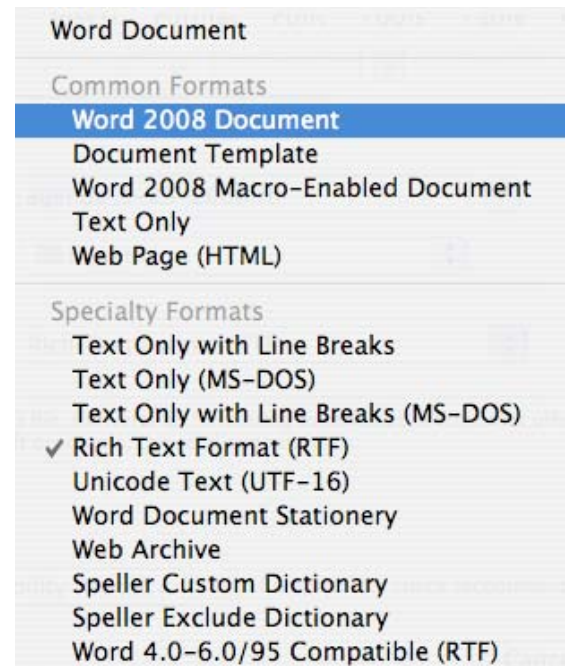 Word Document
Common Formats
Word 2008 Document
Document Template
Word 2008 Macro-Enabled Document
Text Only
Web Page (HTML)
Specialty Formats
Text Only with Line Breaks
Text Only (MS-DOS)
Text Only with Line Breaks (MS-DOS)
✓ Rich Text Format (RTF)
Unicode Text (UTF-16)
Word Document Stationery
Web Archive
Speller Custom Dictionary
Speller Exclude Dictionary
Word 4.0-6.0/95 Compatible (RTF)